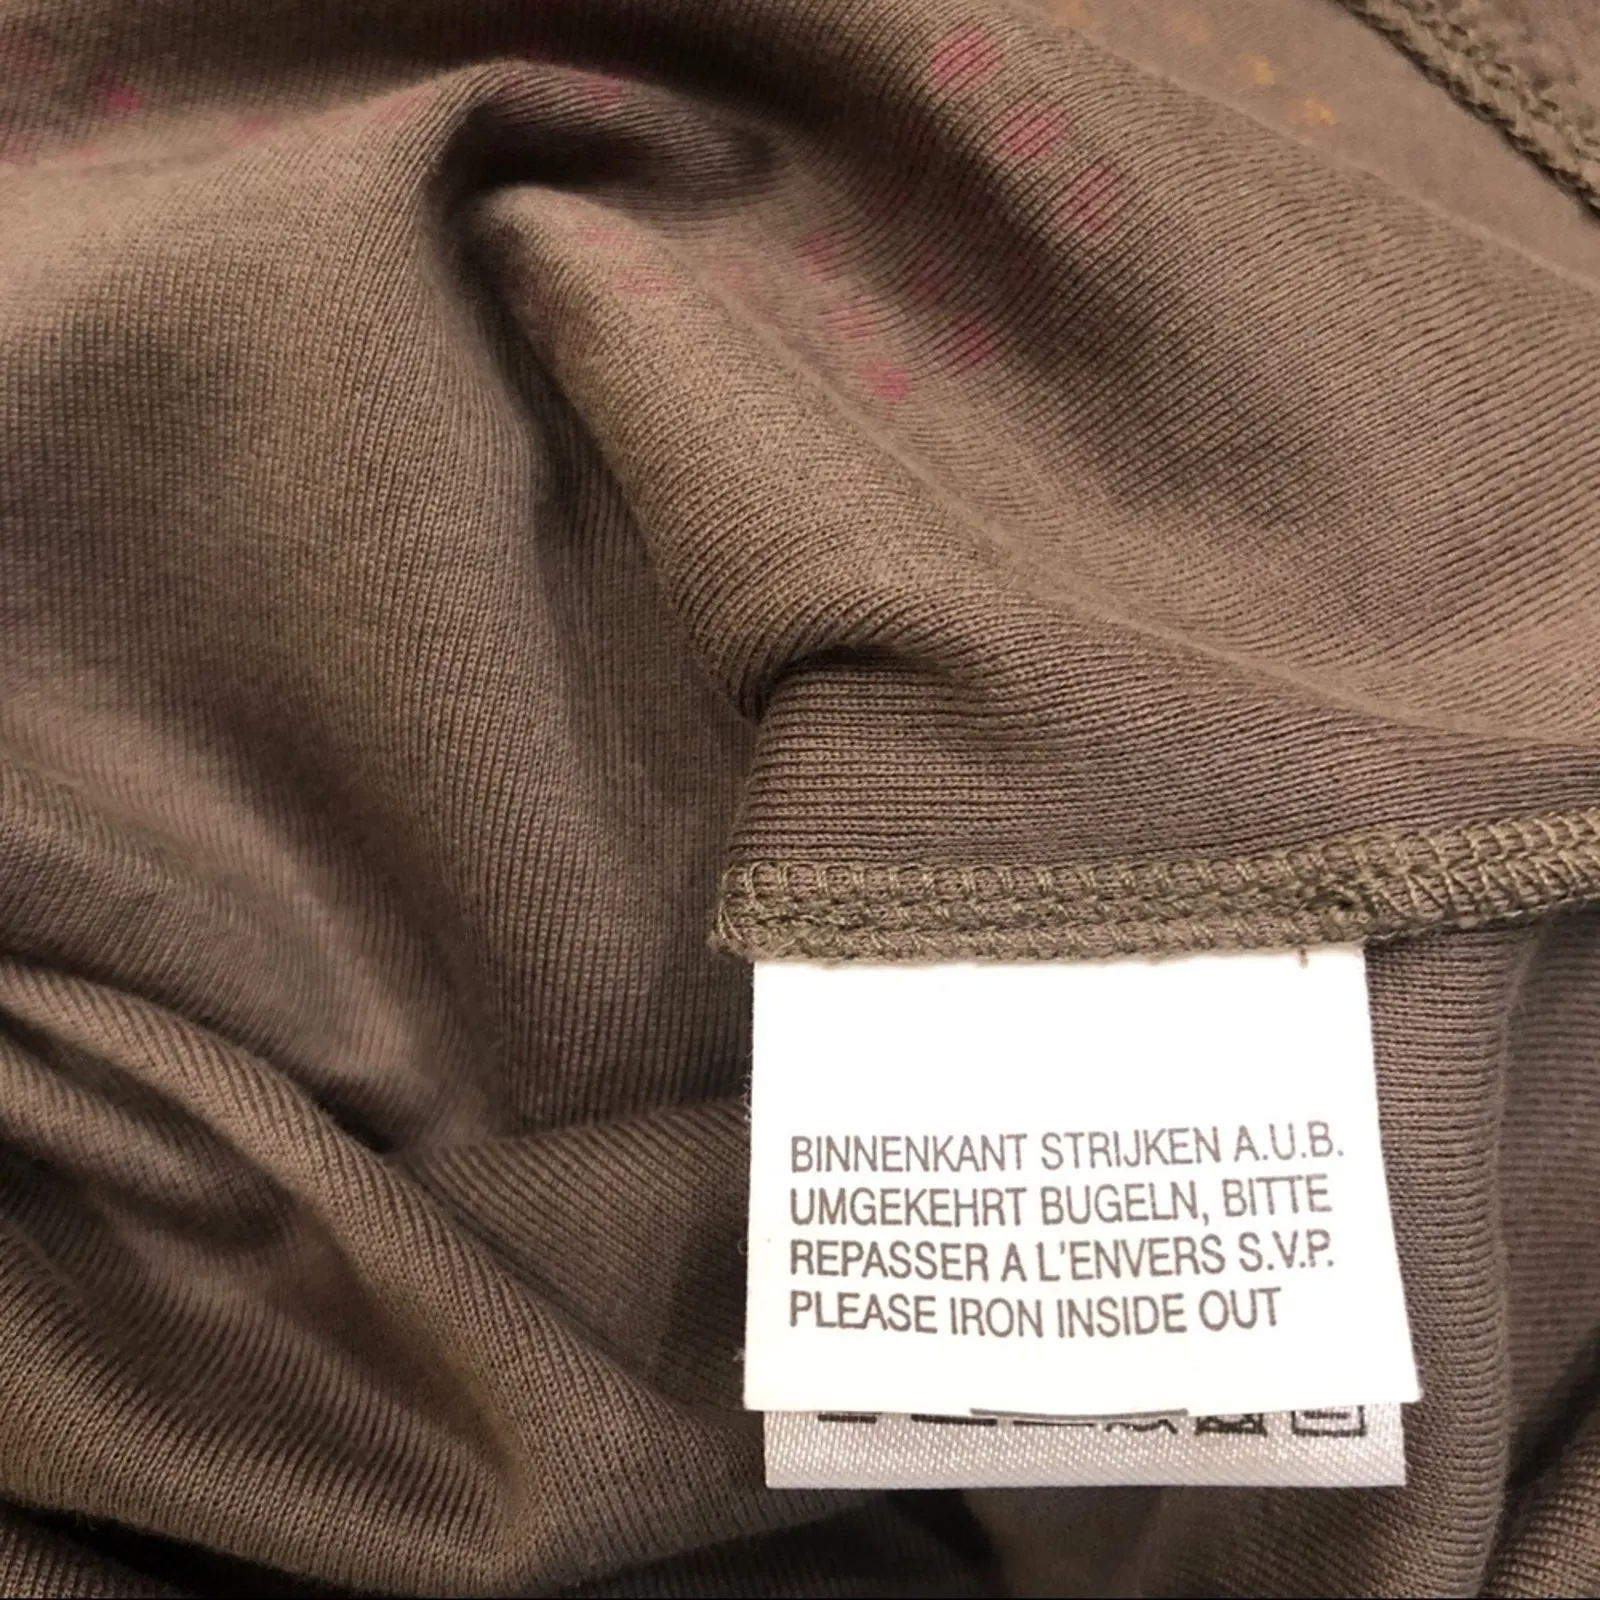 BINNENKANT STRIJKEN A.U.B.
UMGEKEHRT BUGELN, BITTE
REPASSER A L'ENVERS S.V.P.
PLEASE IRON INSIDE OUT